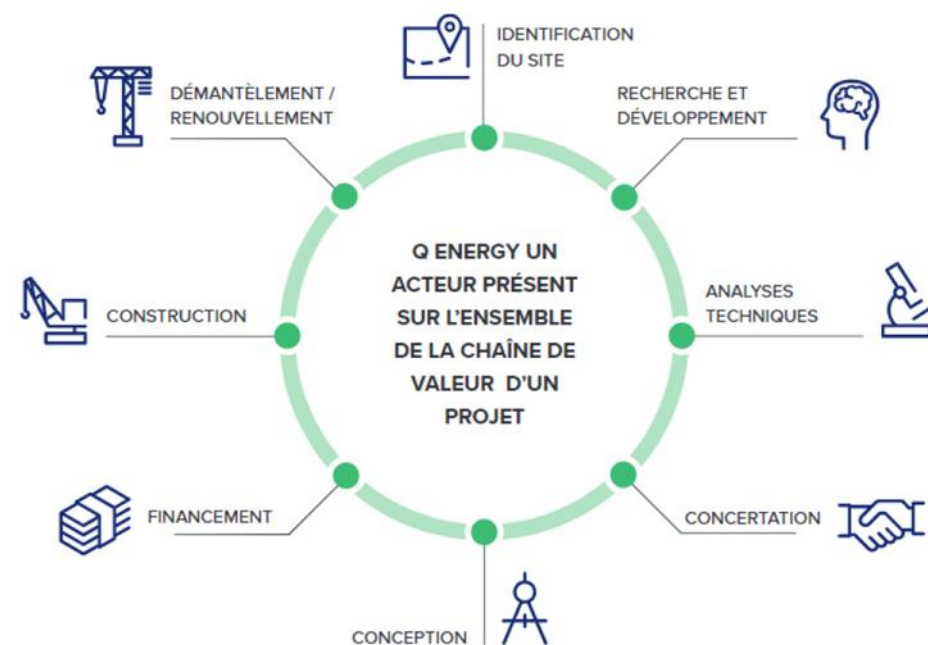 IDENTIFICATION
DU SITE
RECHERCHE ET
DÉVELOPPEMENT
ANALYSES
TECHNIQUES
CONCERTATION
CONCEPTION
FINANCEMENT
CONSTRUCTION
DÉMANTÈLEMENT /
RENOUVELLEMENT
Q ENERGY UN
ACTEUR PRÉSENT
SUR L'ENSEMBLE
DE LA CHAÎNE DE
VALEUR D'UN
PROJET